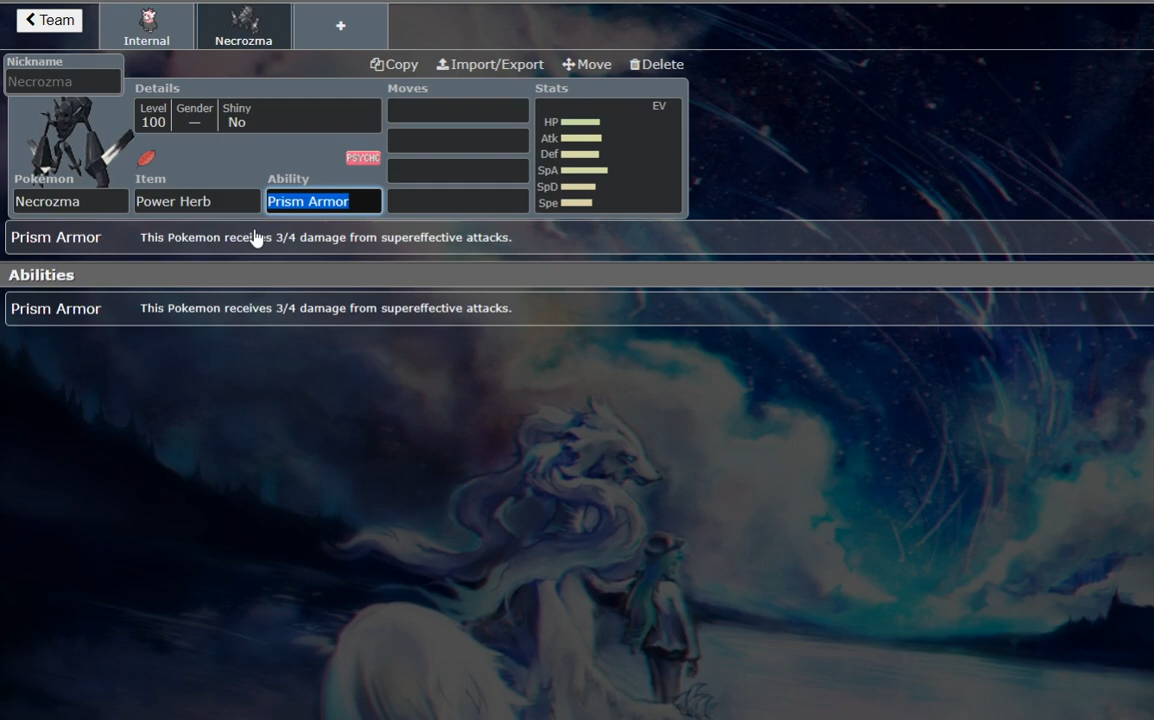 Team
Internal
Necrozma
+
Nickname
Necrozma
Copy
Import/Export
Move
Delete
Details
Moves
Stats
Level
Gender
Shiny
EV
100
—
No
HP
Atk
Def
SpA
SpD
Spe
PSYCHC
Pokémon
Item
Ability
Necrozma
Power Herb
Prism Armor
Prism Armor This Pokemon receives 3/4 damage from supereffective attacks.
Abilities
Prism Armor This Pokemon receives 3/4 damage from supereffective attacks.